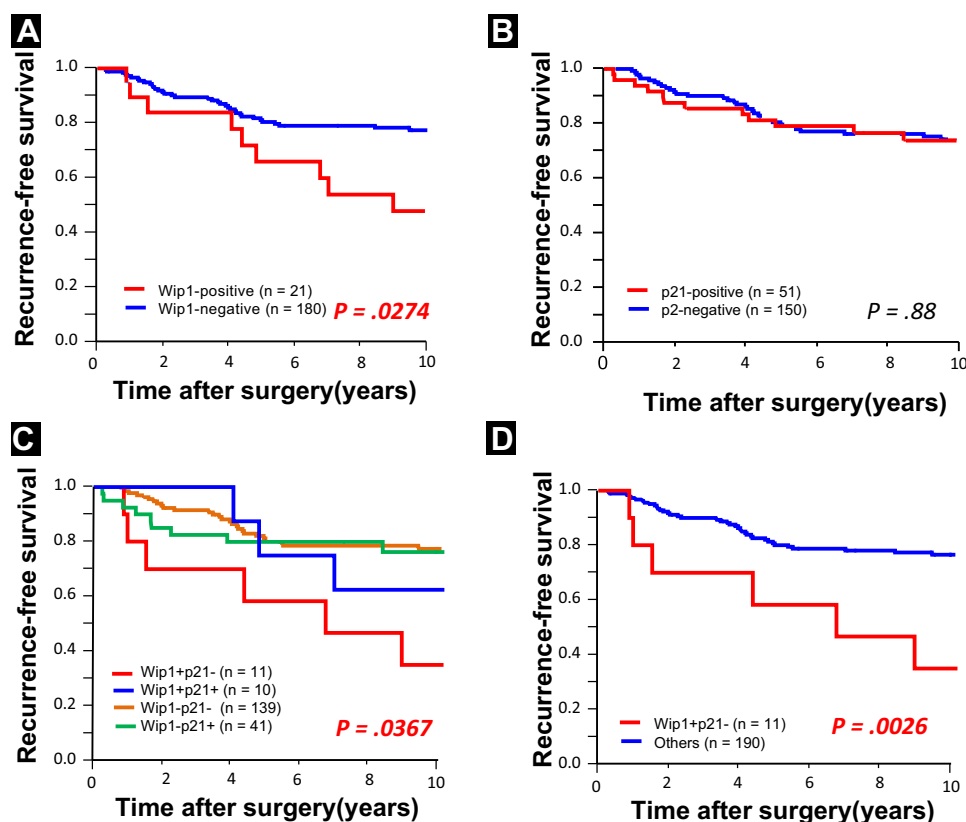 A
Recurrence-free survival
1.0
0.8
0.6
0.4
0.2
0.0
Wip1-positive (n = 21)
Wip1-negative (n = 180)
P = .0274
0 2 4 6 8 10
Time after surgery(years)
B
Recurrence-free survival
1.0
0.8
0.6
0.4
0.2
0.0
p21-positive (n = 51)
p2-negative (n = 150)
P = .88
0 2 4 6 8 10
Time after surgery(years)
C
Recurrence-free survival
1.0
0.8
0.6
0.4
0.2
0.0
Wip1+p21- (n = 11)
Wip1+p21+ (n = 10)
Wip1-p21- (n = 139)
Wip1-p21+ (n = 41)
P = .0367
0 2 4 6 8 10
Time after surgery(years)
D
Recurrence-free survival
1.0
0.8
0.6
0.4
0.2
0.0
Wip1+p21- (n = 11)
Others (n = 190)
P = .0026
0 2 4 6 8 10
Time after surgery(years)